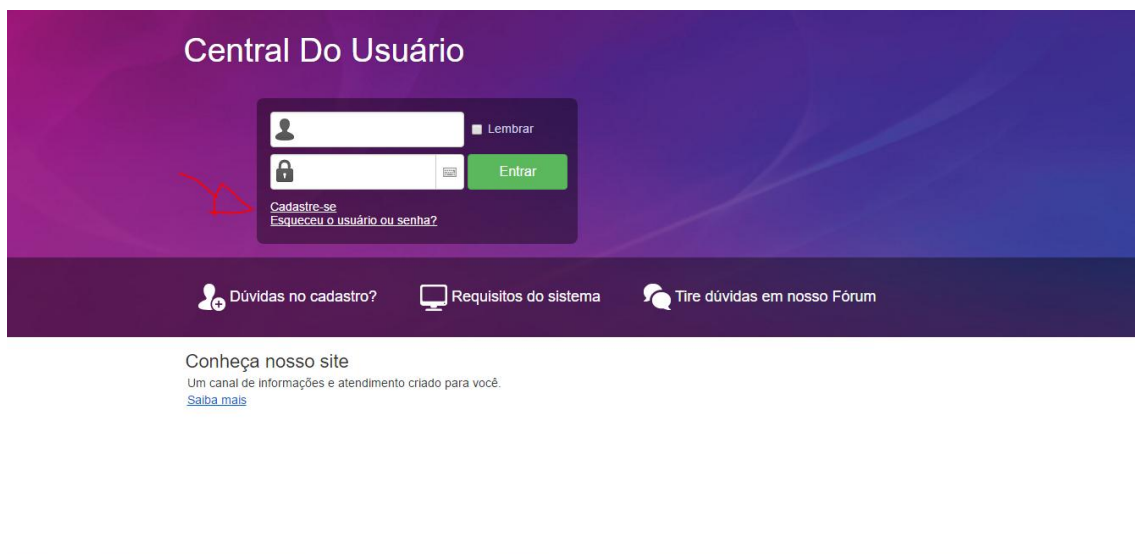 Central Do Usuário
Lembrar
Entrar
Cadastre-se
Esqueceu o usuário ou senha?
Dúvidas no cadastro? Requisitos do sistema Tire dúvidas em nosso Fórum
Conheça nosso site
Um canal de informações e atendimento criado para você.
Saiba mais